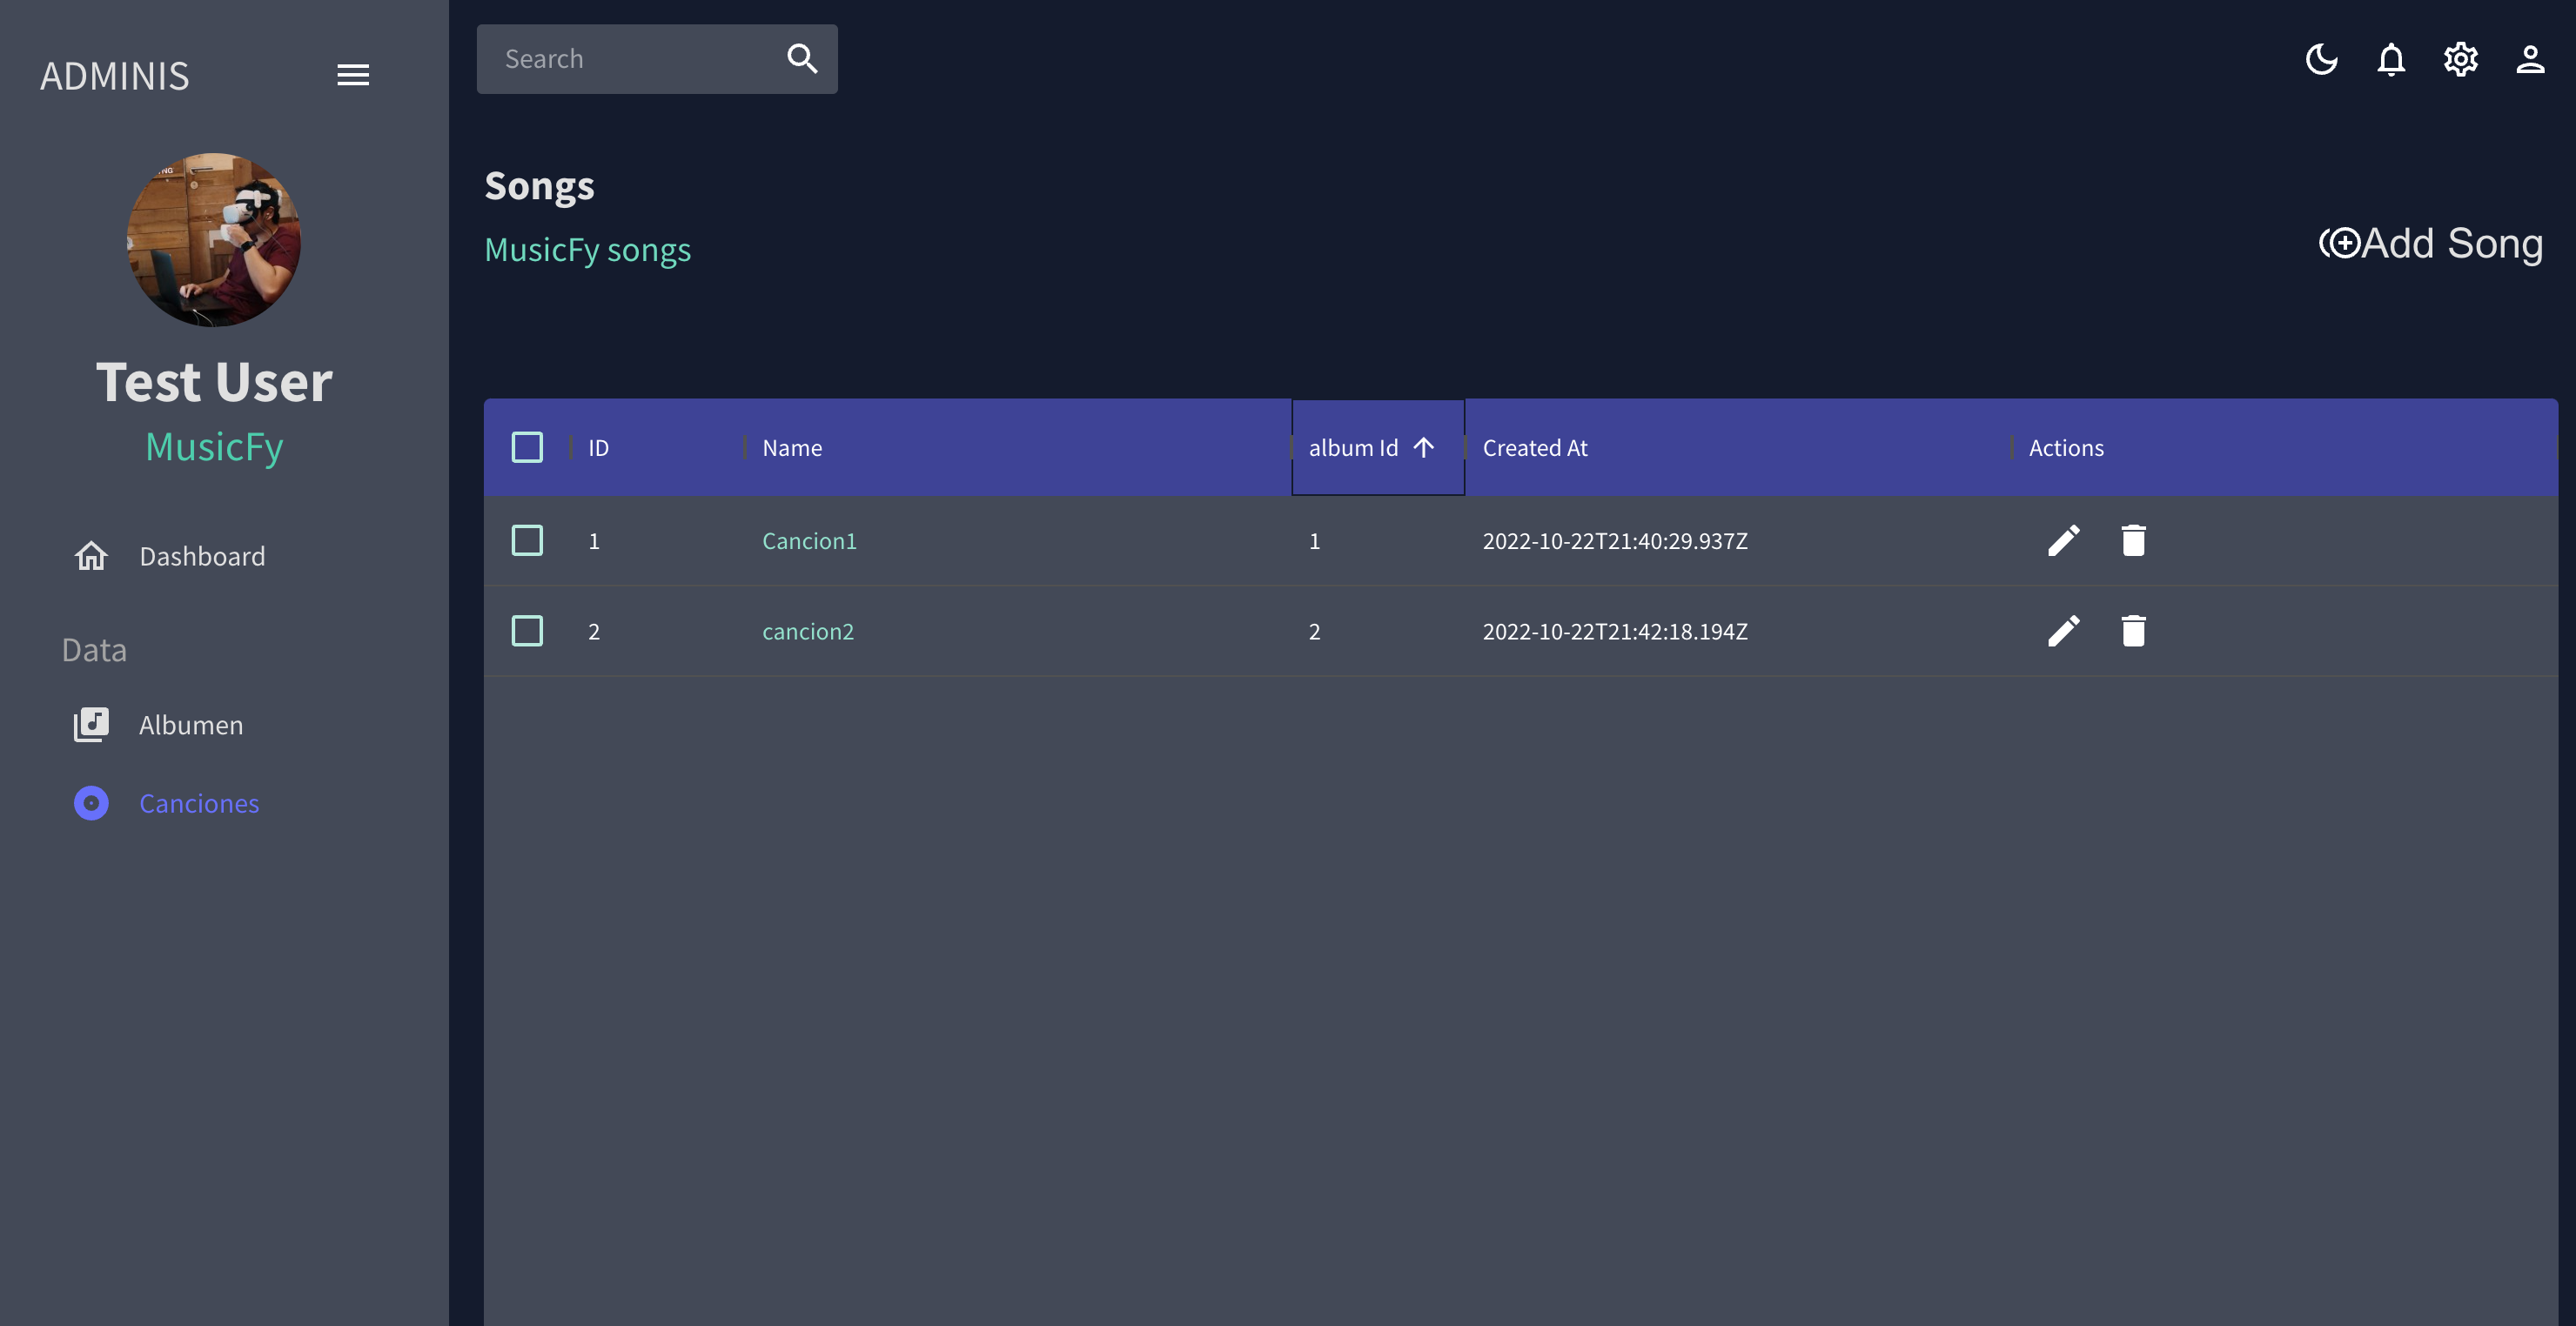 ADMINIS
Test User
MusicFy
Dashboard
Data
Albumen
Canciones
Search
Songs
MusicFy songs
Add Song
ID Name album Id Created At Actions
1 Cancion1 1 2022-10-22T21:40:29.937Z
2 cancion2 2 2022-10-22T21:42:18.194Z